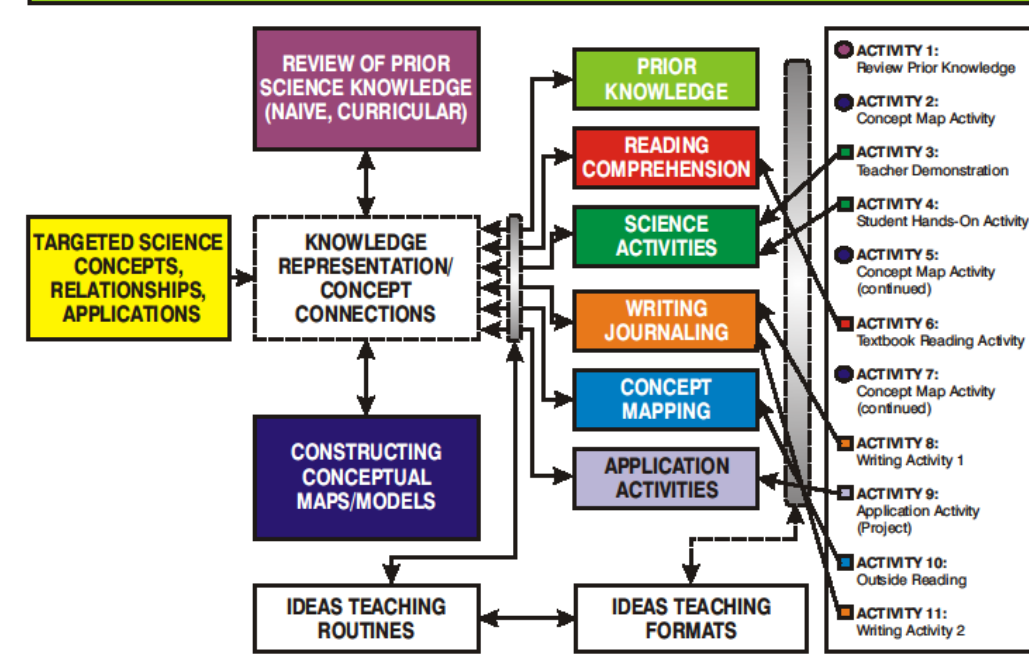 REVIEW OF PRIOR
SCIENCE KNOWLEDGE
(NAIVE, CURRICULAR)
TARGETED SCIENCE
CONCEPTS,
RELATIONSHIPS,
APPLICATIONS
KNOWLEDGE
REPRESENTATION/
CONCEPT
CONNECTIONS
CONSTRUCTING
CONCEPTUAL
MAPS/MODELS
IDEAS TEACHING
ROUTINES
PRIOR
KNOWLEDGE
READING
COMPREHENSION
SCIENCE
ACTIVITIES
WRITING
JOURNALING
CONCEPT
MAPPING
APPLICATION
ACTIVITIES
IDEAS TEACHING
FORMATS
ACTIVITY 1:
Review Prior Knowledge
ACTIVITY 2:
Concept Map Activity
ACTIVITY 3:
Teacher Demonstration
ACTIVITY 4:
Student Hands-On Activity
ACTIVITY 5:
Concept Map Activity
(continued)
ACTIVITY 6:
Textbook Reading Activity
ACTIVITY 7:
Concept Map Activity
(continued)
ACTIVITY 8:
Writing Activity 1
ACTIVITY 9:
Application Activity
(Project)
ACTIVITY 10:
Outside Reading
ACTIVITY 11:
Writing Activity 2